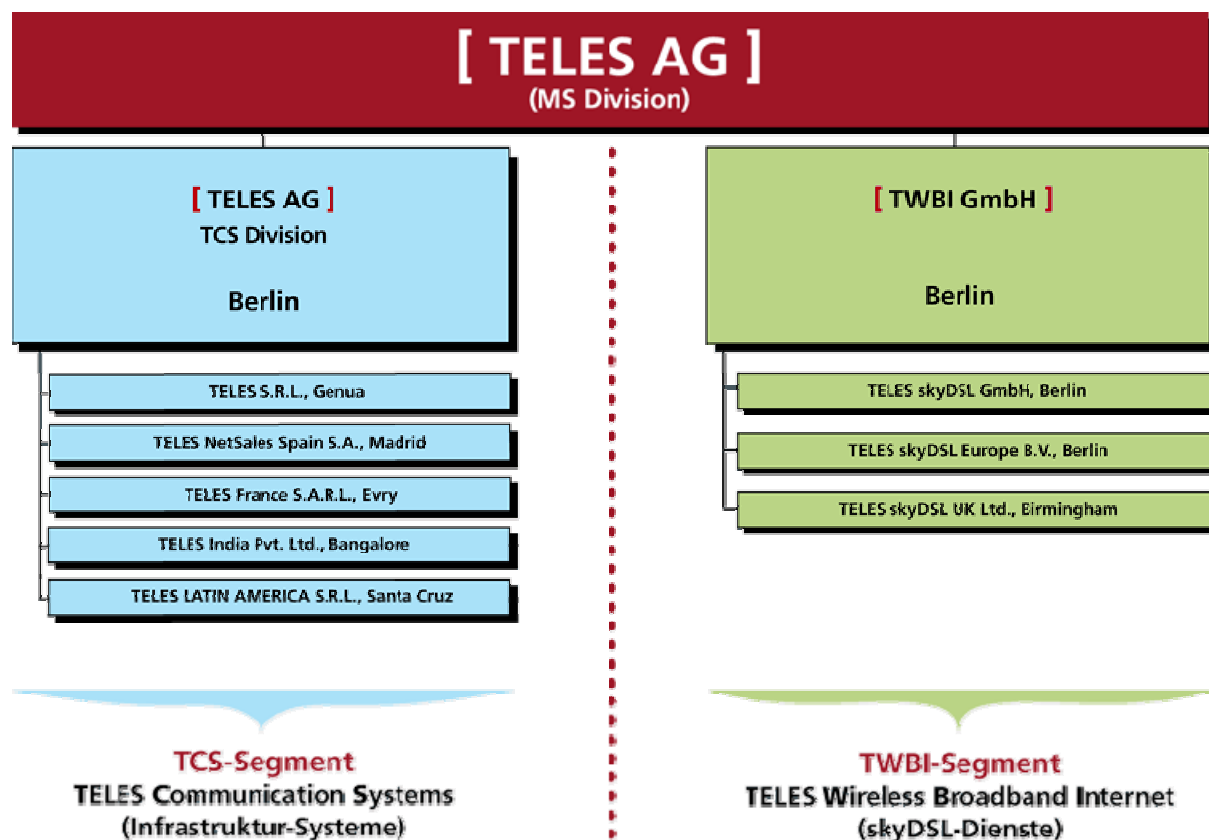 [ TELES AG ]
(MS Division)
[ TELES AG ]
TCS Division
Berlin
TELES S.R.L., Genua
TELES NetSales Spain S.A., Madrid
TELES France S.A.R.L., Evry
TELES India Pvt. Ltd., Bangalore
TELES LATIN AMERICA S.R.L., Santa Cruz
TCS-Segment
TELES Communication Systems
(Infrastruktur-Systeme)
[ TWBI GmbH ]
Berlin
TELES skyDSL GmbH, Berlin
TELES skyDSL Europe B.V., Berlin
TELES skyDSL UK Ltd., Birmingham
TWBI-Segment
TELES Wireless Broadband Internet
(skyDSL-Dienste)